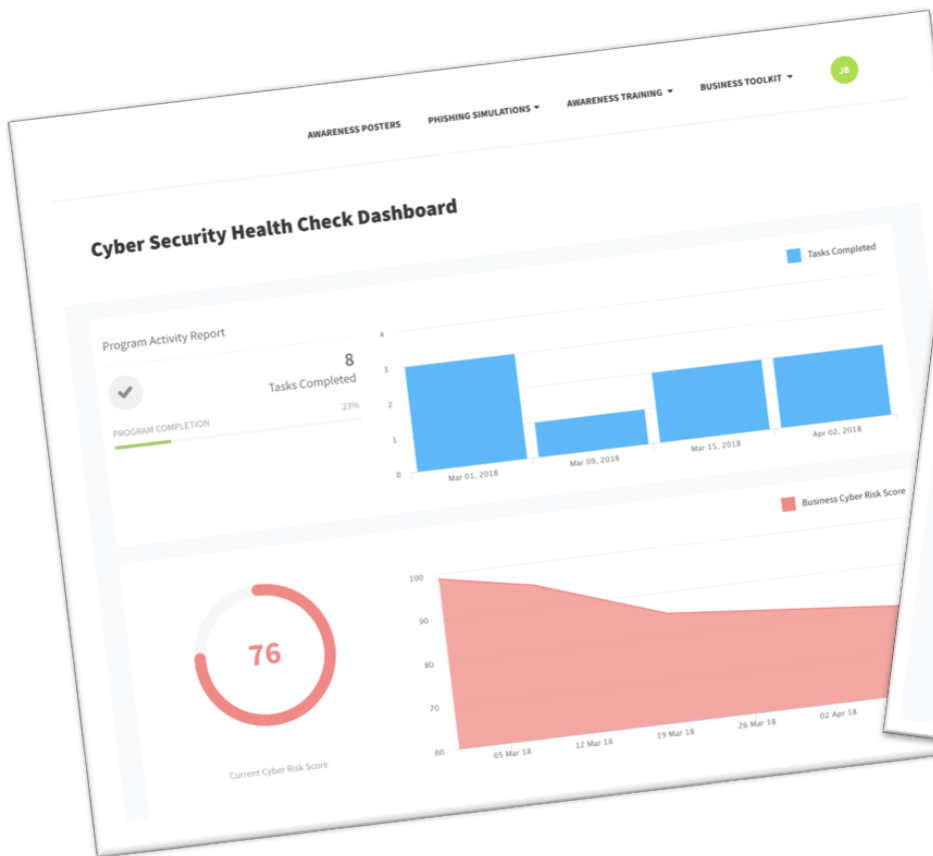 AWARENESS POSTERS
PHISHING SIMULATIONS
AWARENESS TRAINING
BUSINESS TOOLKIT
JB
Cyber Security Health Check Dashboard
Program Activity Report
8
Tasks Completed
PROGRAM COMPLETION
23%
Tasks Completed
4
3
2
1
0
Mar 01, 2018
Mar 09, 2018
Mar 15, 2018
Apr 02, 2018
76
Current Cyber Risk Score
Business Cyber Risk Score
100
90
80
70
60
05 Mar 18
12 Mar 18
19 Mar 18
26 Mar 18
02 Apr 18